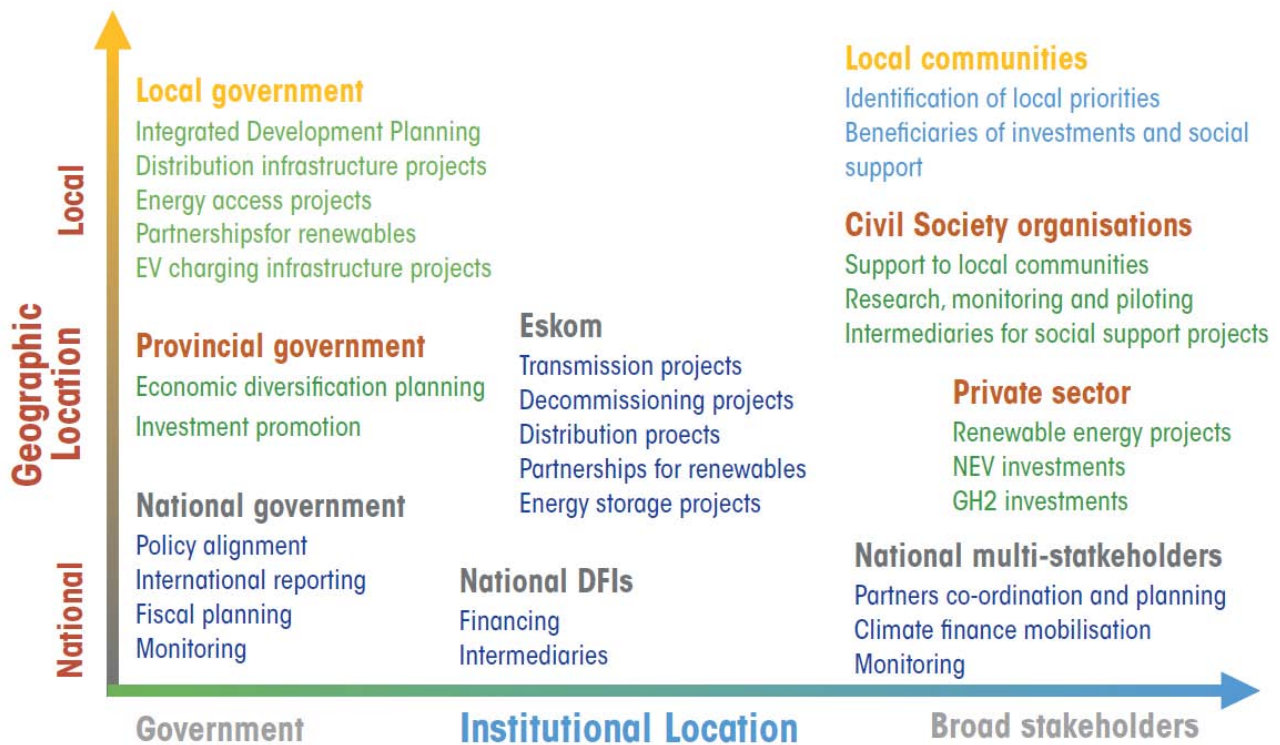 Local government
Integrated Development Planning
Distribution infrastructure projects
Energy access projects
Partnershipsfor renewables
EV charging infrastructure projects
Provincial government
Economic diversification planning
Investment promotion
National government
Policy alignment
International reporting
Fiscal planning
Monitoring
Eskom
Transmission projects
Decommissioning projects
Distribution proects
Partnerships for renewables
Energy storage projects
National DFIs
Financing
Intermediaries
Local communities
Identification of local priorities
Beneficiaries of investments and social
support
Civil Society organisations
Support to local communities
Research, monitoring and piloting
Intermediaries for social support projects
Private sector
Renewable energy projects
NEV investments
GH2 investments
National multi-statkeholders
Partners co-ordination and planning
Climate finance mobilisation
Monitoring
Geographic
Location
Local
National
Government
Institutional Location
Broad stakeholders